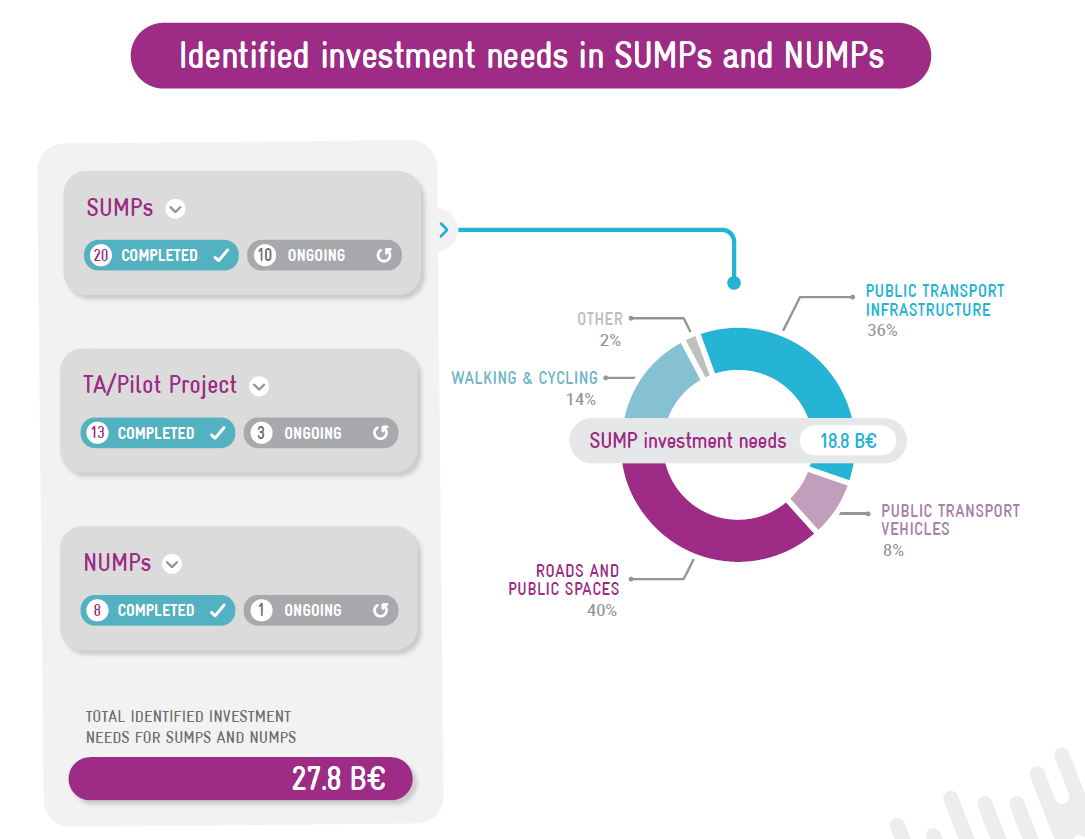 Identified investment needs in SUMPs and NUMPs
SUMPs
20 COMPLETED
10 ONGOING
TA/Pilot Project
13 COMPLETED
3 ONGOING
NUMPs
8 COMPLETED
1 ONGOING
TOTAL IDENTIFIED INVESTMENT
NEEDS FOR SUMPS AND NUMPS
27.8 B€
PUBLIC TRANSPORT
INFRASTRUCTURE
36%
OTHER
2%
WALKING & CYCLING
14%
SUMP investment needs 18.8 B€
PUBLIC TRANSPORT
VEHICLES
8%
ROADS AND
PUBLIC SPACES
40%